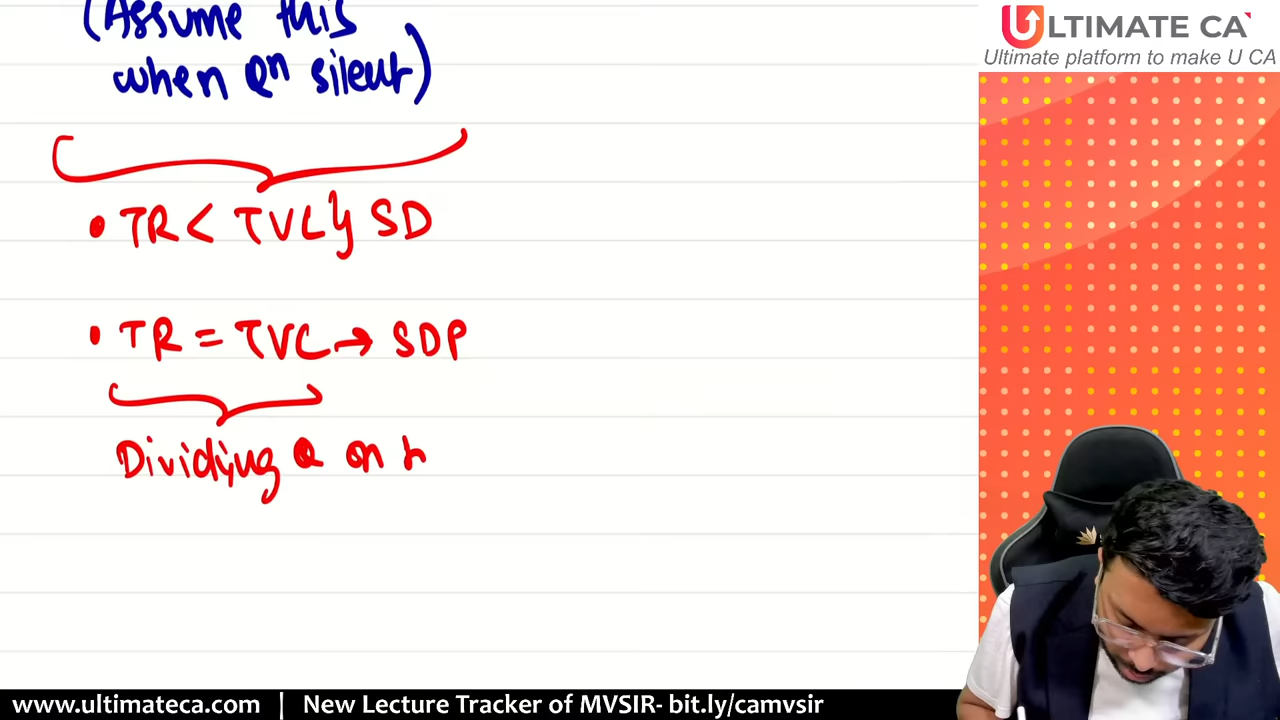 (Assume this
when Qn silent)
• TR < TVC ↳ SD
• TR = TVC → SDP
Dividing Q on b
ULTIMATE CA
Ultimate platform to make U CA
www.ultimateca.com | New Lecture Tracker of MVSIR- bit.ly/camvsir